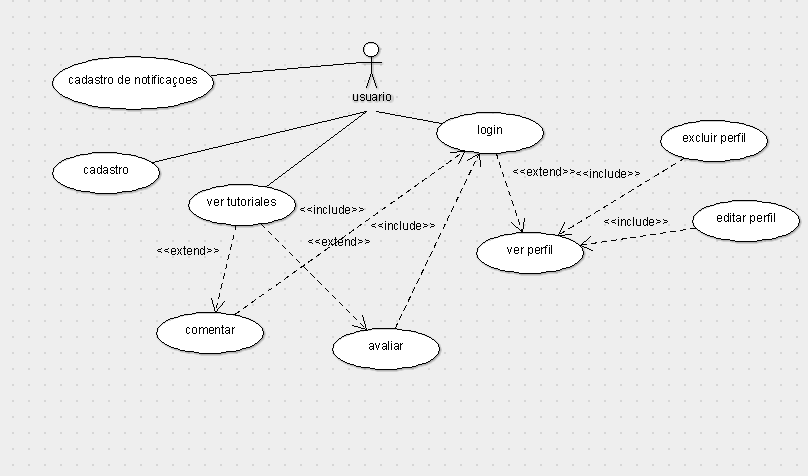 cadastro de notificaçoes
usuario
login
excluir perfil
cadastro
<<extend>>
<<include>>
ver tutoriales
<<include>>
<<include>>
<<include>>
editar perfil
<<extend>>
<<extend>>
ver perfil
comentar
avaliar